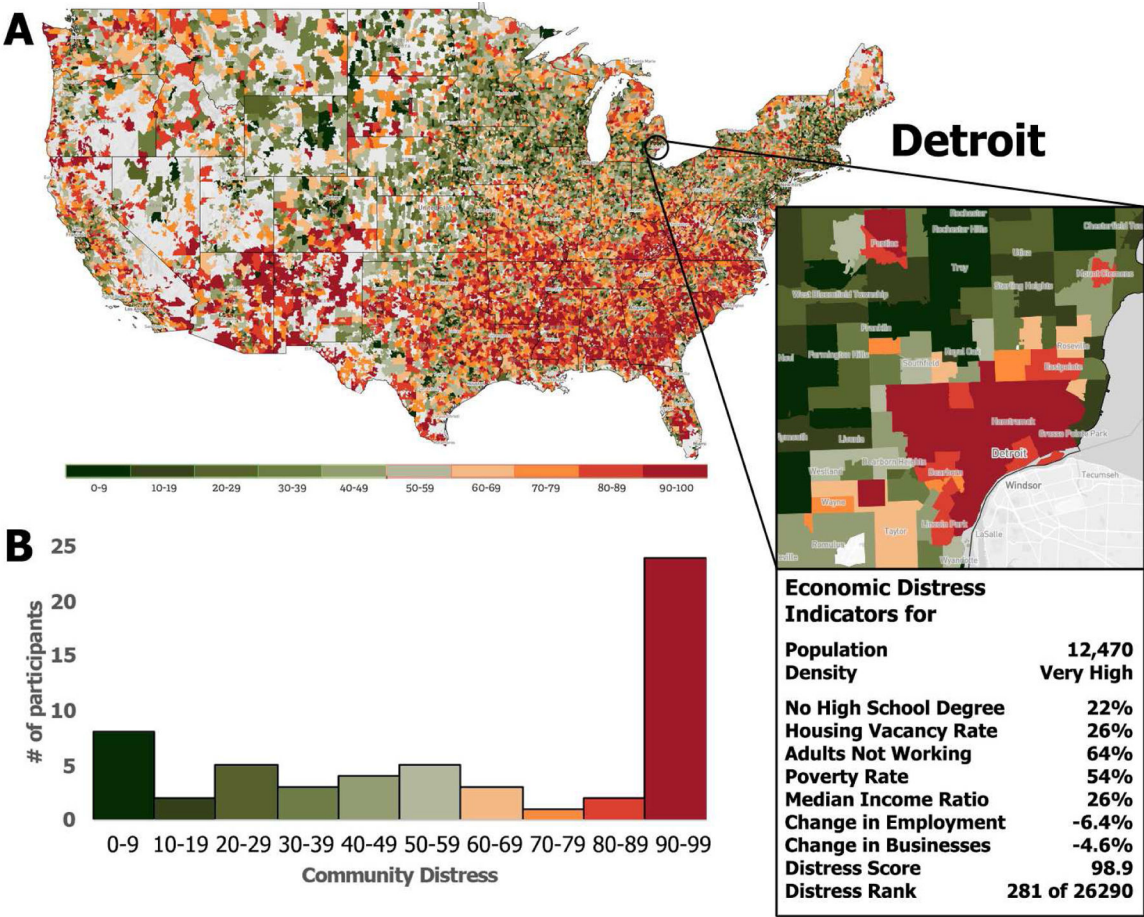 A
Detroit
Rochester
Rochester Hills
Pontiac
Troy
Utica
Mount Clemens
West Bloomfield Township
Sterling Heights
Franklin
Farmington Hills
Royal Oak
Roseville
Southfield
Eastpointe
Hamtramck
Livonia
Grosse Pointe Park
Dearborn Heights
Detroit
Westland
Dearborn
Windsor
Tecumseh
Wayne
Lincoln Park
Taylor
LaSalle
Romulus
Wyandotte
0-9 10-19 20-29 30-39 40-49 50-59 60-69 70-79 80-89 90-100
B
# of participants
25
20
15
10
5
0
0-9 10-19 20-29 30-39 40-49 50-59 60-69 70-79 80-89 90-99
Community Distress
Economic Distress
Indicators for
Population 12,470
Density Very High
No High School Degree 22%
Housing Vacancy Rate 26%
Adults Not Working 64%
Poverty Rate 54%
Median Income Ratio 26%
Change in Employment -6.4%
Change in Businesses -4.6%
Distress Score 98.9
Distress Rank 281 of 26290